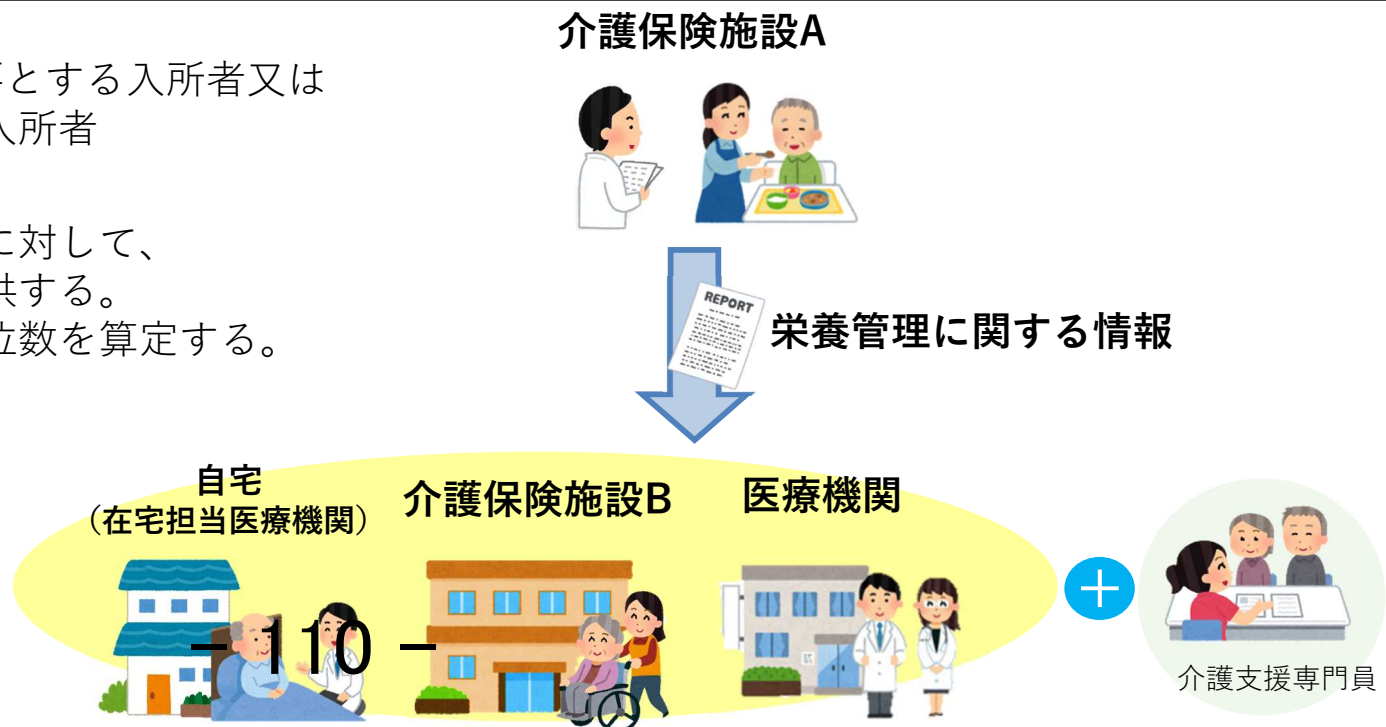 介護保険施設A
とする入所者又は
入所者
に対して、
供する。
位数を算定する。
REPORT
栄養管理に関する情報
自宅
（在宅担当医療機関）
介護保険施設B
医療機関
－110－
介護支援専門員